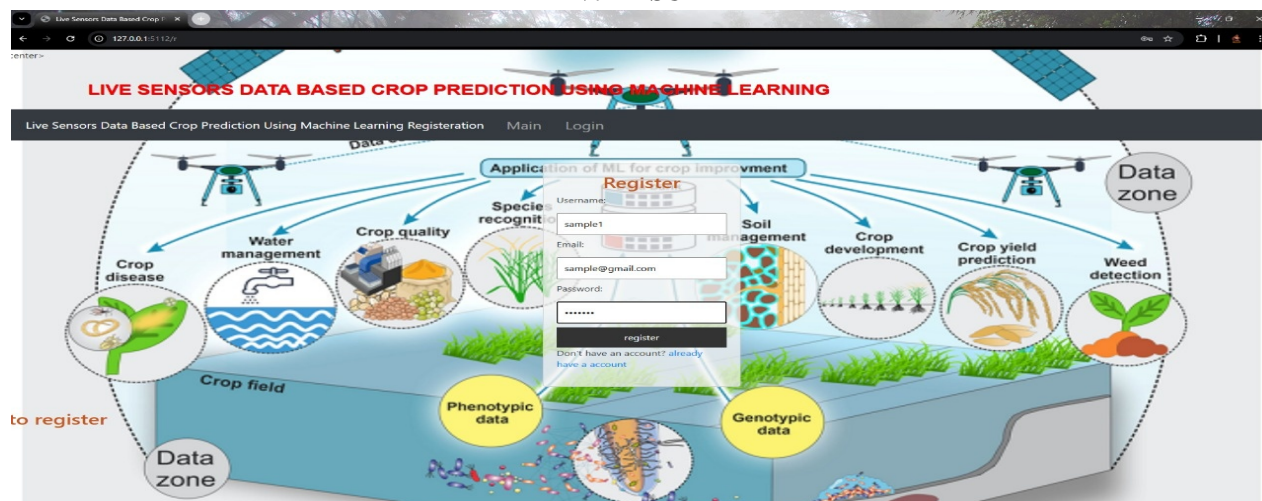 Live Sensors Data Based Crop
127.0.0.1:5112/r
center>
LIVE SENSORS DATA BASED CROP PREDICTION USING MACHINE LEARNING
Live Sensors Data Based Crop Prediction Using Machine Learning Registeration Main Login
Application of ML for crop improvment
Data
zone
Register
Username:
sample1
Email:
sample@gmail.com
Password:
•••••••
register
Don't have an account? already
have a account
Crop
disease
Water
management
Crop quality
Species
recognition
Soil
management
Crop
development
Crop yield
prediction
Weed
detection
Crop field
to register
Phenotypic
data
Genotypic
data
Data
zone